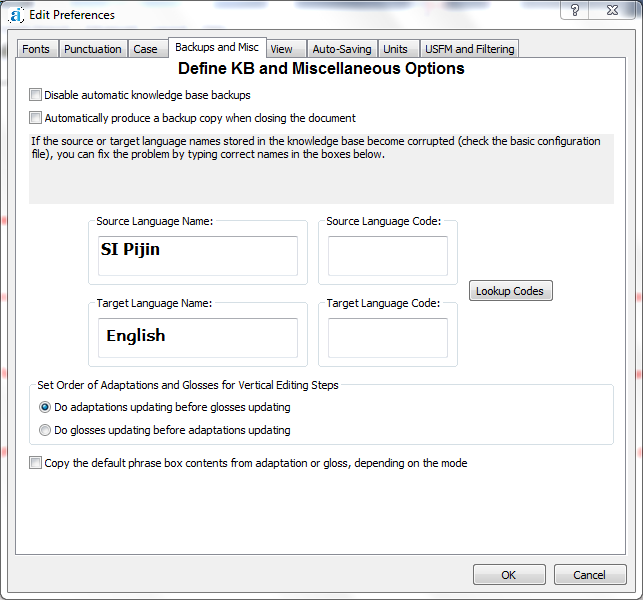 Edit Preferences
Fonts Punctuation Case Backups and Misc View Auto-Saving Units USFM and Filtering
Define KB and Miscellaneous Options
Disable automatic knowledge base backups
Automatically produce a backup copy when closing the document
If the source or target language names stored in the knowledge base become corrupted (check the basic configuration
file), you can fix the problem by typing correct names in the boxes below.
Source Language Name: Source Language Code:
SI Pijin
Lookup Codes
Target Language Name: Target Language Code:
English
Set Order of Adaptations and Glosses for Vertical Editing Steps
Do adaptations updating before glosses updating
Do glosses updating before adaptations updating
Copy the default phrase box contents from adaptation or gloss, depending on the mode
OK Cancel